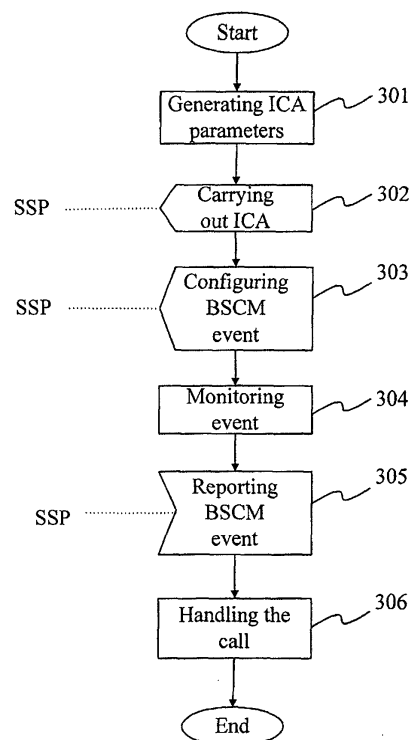 Start
Generating ICA
parameters
301
SSP
Carrying
out ICA
302
SSP
Configuring
BSCM
event
303
Monitoring
event
304
SSP
Reporting
BSCM
event
305
Handling the
call
306
End